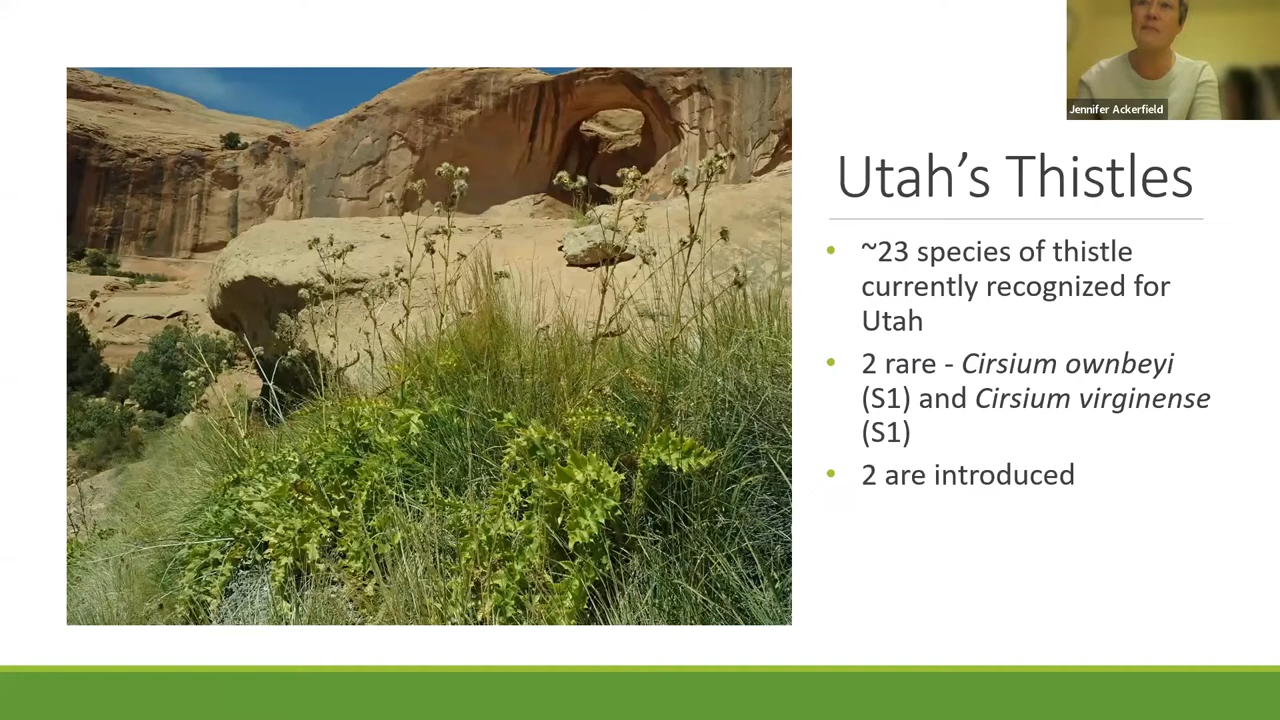 Jennifer Ackerfield
Utah’s Thistles
• ~23 species of thistle
currently recognized for
Utah
• 2 rare - Cirsium ownbeyi
(S1) and Cirsium virginense
(S1)
• 2 are introduced